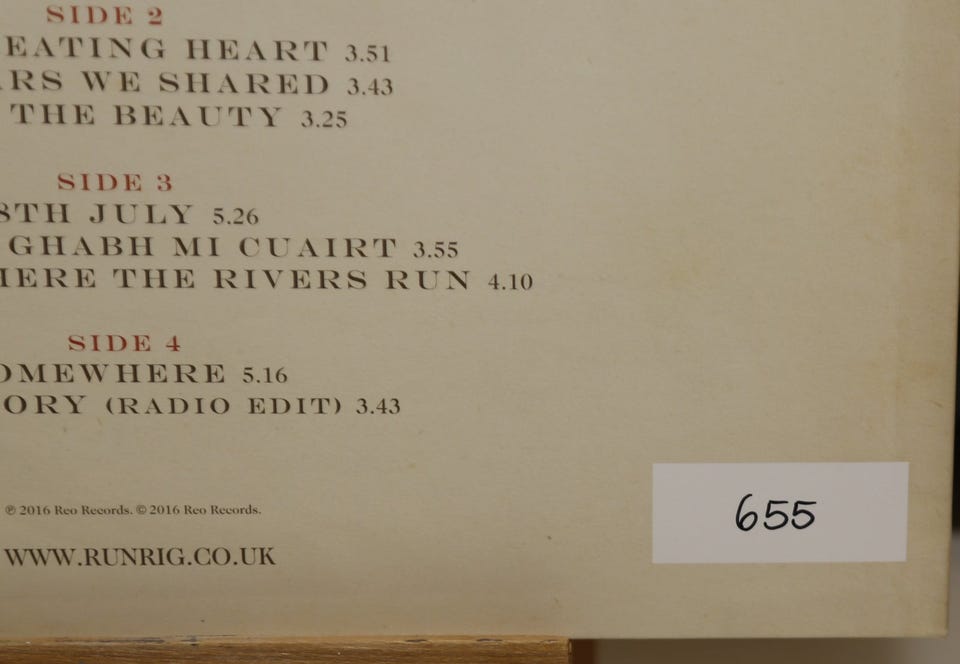 SIDE 2
EATING HEART 3.51
ARS WE SHARED 3.43
THE BEAUTY 3.25
SIDE 3
8TH JULY 5.26
GHABH MI CUAIRT 3.55
HERE THE RIVERS RUN 4.10
SIDE 4
OMEWHERE 5.16
ORY (RADIO EDIT) 3.43
℗ 2016 Reo Records. © 2016 Reo Records.
655
WWW.RUNRIG.CO.UK